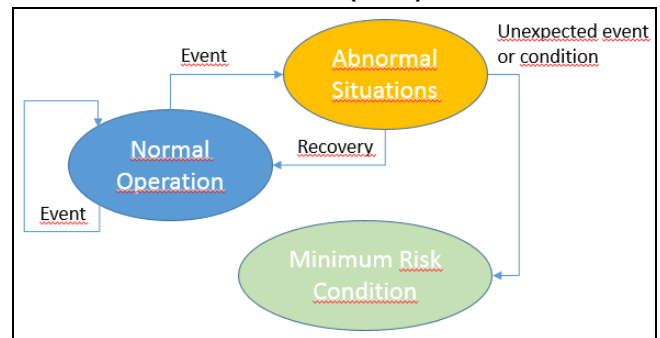 Event
Abnormal
Situations
Unexpected event
or condition
Normal
Operation
Recovery
Event
Minimum Risk
Condition